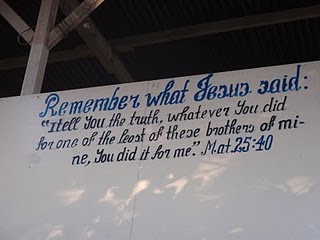 Remember what Jesus said:
"I tell You the truth, whatever You did
for one of the least of these brothers of mi-
ne, You did it for me." Mat.25:40